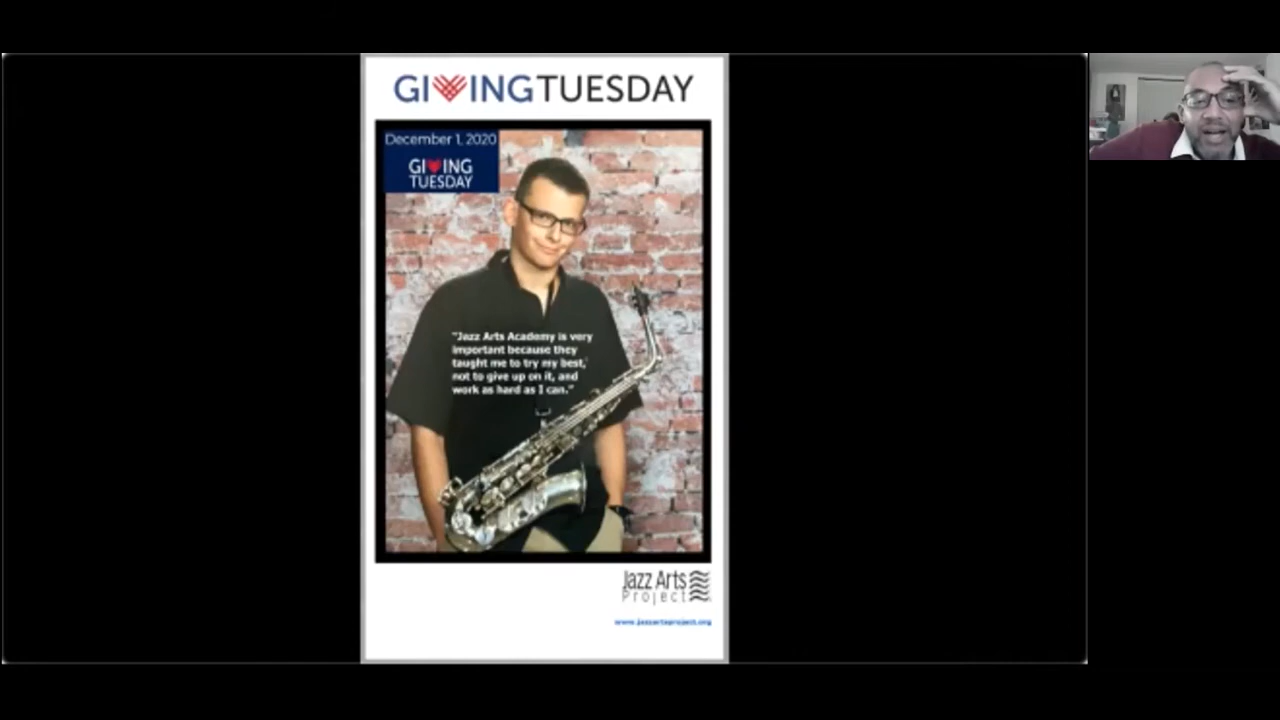 GIVINGTUESDAY
December 1, 2020
GIVING
TUESDAY
"Jazz Arts Academy is very
important because they
taught me to try my best,
not to give up on it, and
work as hard as I can."
Jazz Arts
Project
www.jazzartsproject.org